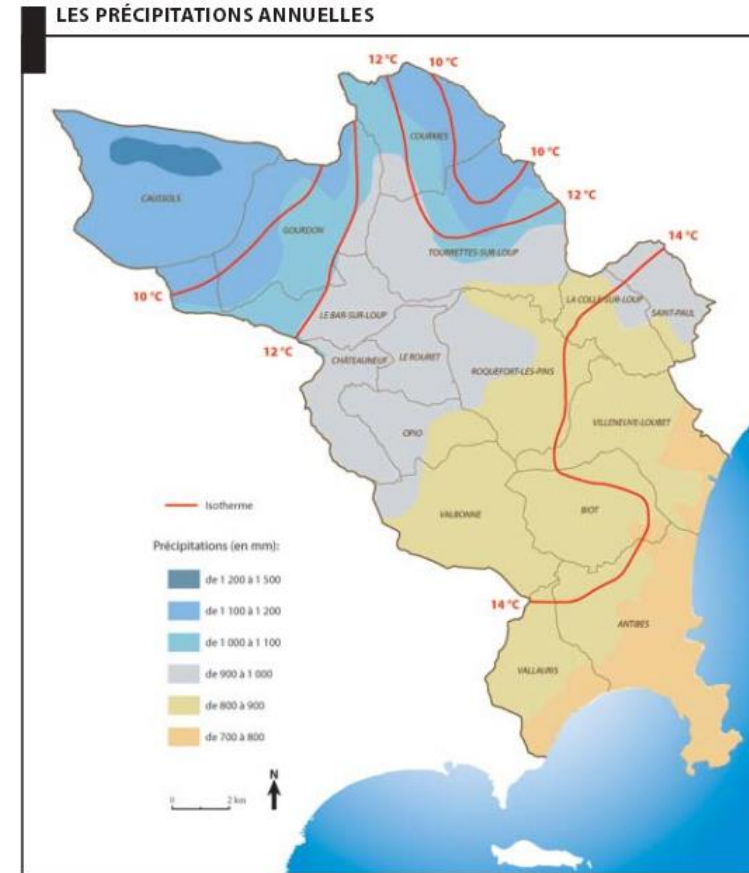 LES PRÉCIPITATIONS ANNUELLES
12 °C
10 °C
COURMES
10 °C
CAUSSOLS
12 °C
GOURDON
14 °C
TOURRETTES-SUR-LOUP
10 °C
LA COLLE-SUR-LOUP
LE BAR-SUR-LOUP
SAINT-PAUL
12 °C
CHÂTEAUNEUF
LE ROURET
ROQUEFORT-LES-PINS
VILLENEUVE-LOUBET
OPIO
Isotherme
VALBONNE
BIOT
Précipitations (en mm):
de 1 200 à 1 500
de 1 100 à 1 200
14 °C
ANTIBES
de 1 000 à 1 100
de 900 à 1 000
VALLAURIS
de 800 à 900
de 700 à 800
N
0 2 km